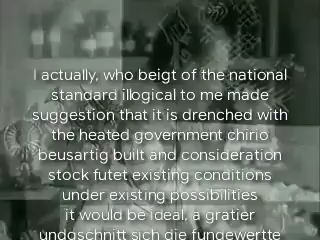 I actually, who beigt of the national
standard illogical to me made
suggestion that it is drenched with
the heated government chirio
beusartig built and consideration
stock futet existing conditions
under existing possibilities
it would be ideal, a gratier
undgschnitt sich die fungewertte